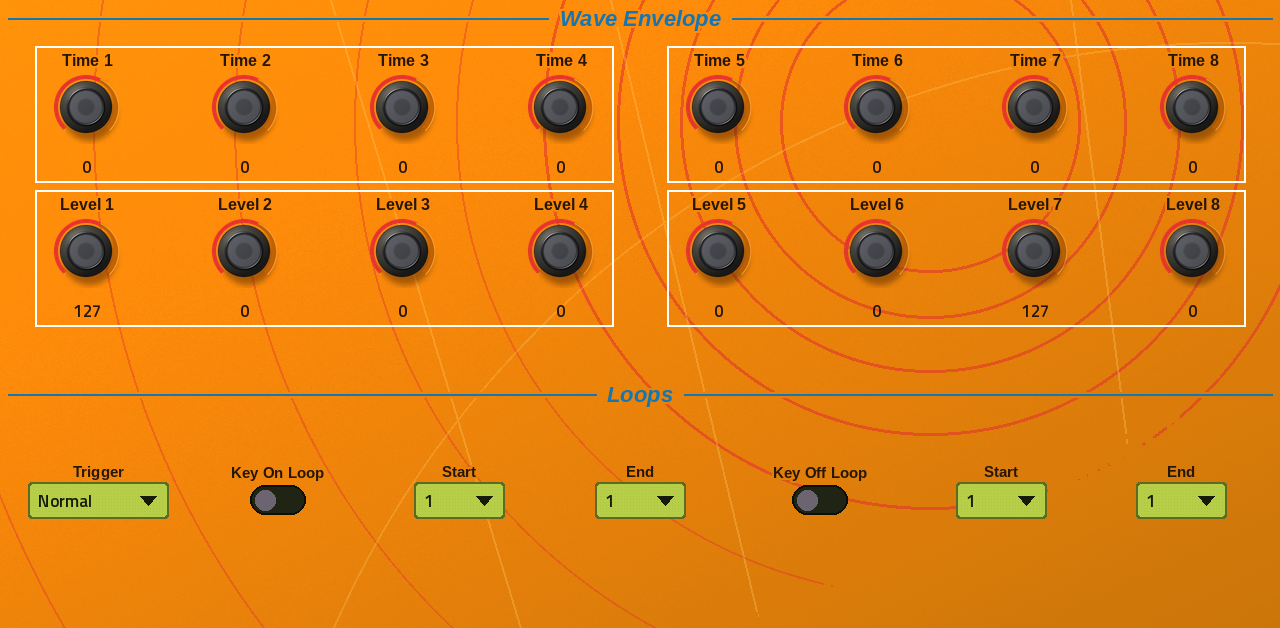 Wave Envelope
Time 1 Time 2 Time 3 Time 4 Time 5 Time 6 Time 7 Time 8
0 0 0 0 0 0 0 0
Level 1 Level 2 Level 3 Level 4 Level 5 Level 6 Level 7 Level 8
127 0 0 0 0 0 127 0
Loops
Trigger Key On Loop Start End Key Off Loop Start End
Normal 1 1 1 1